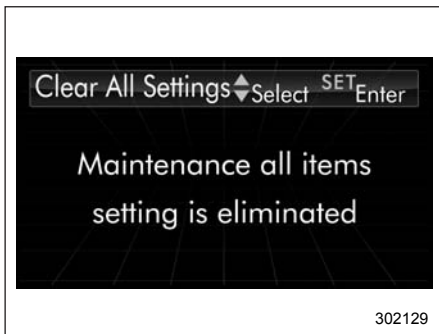 Clear All Settings Select SET Enter
Maintenance all items
setting is eliminated
302129